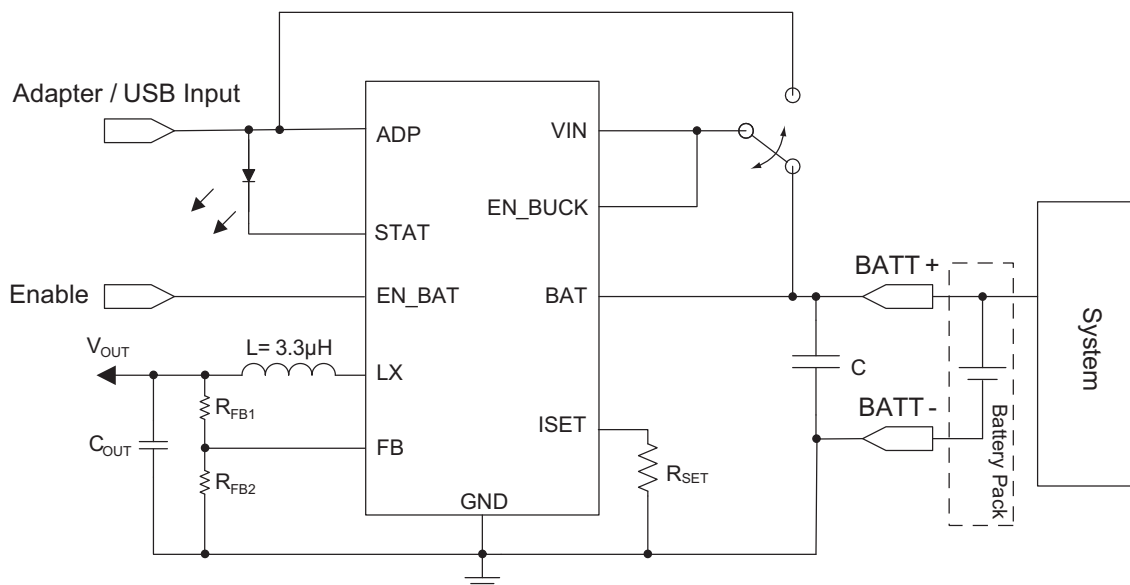 Adapter / USB Input
ADP
VIN
EN_BUCK
STAT
BATT +
Enable
EN_BAT
BAT
System
VOUT
L= 3.3µH
LX
C
RFB1
BATT -
ISET
COUT
FB
RFB2
RSET
Battery Pack
GND